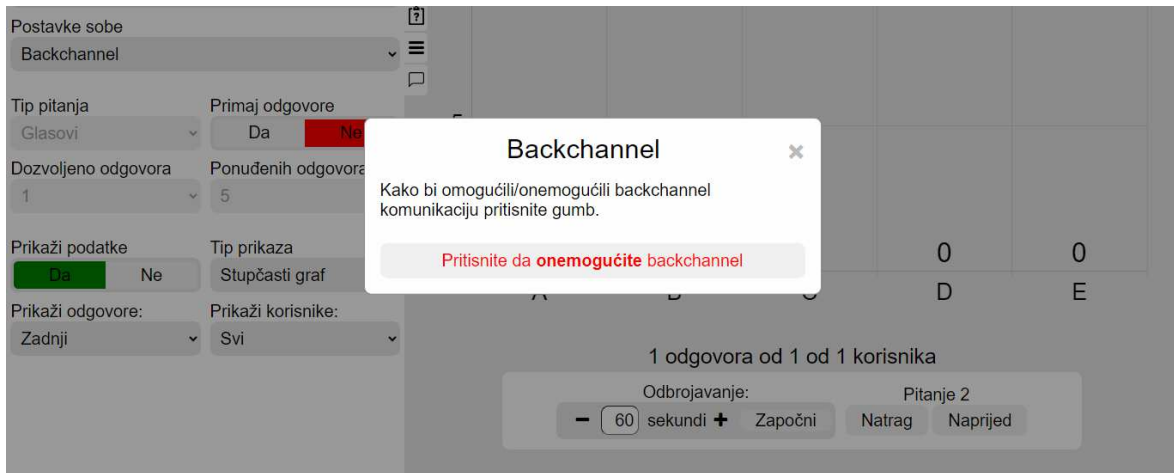 Postavke sobe
Backchannel
Tip pitanja
Primaj odgovore
Glasovi
Da
Ne
Dozvoljeno odgovora
Ponuđenih odgovora
1
5
Prikaži podatke
Tip prikaza
Da
Ne
Stupčasti graf
Prikaži odgovore:
Prikaži korisnike:
Zadnji
Svi
Backchannel
Kako bi omogućili/onemogućili backchannel
komunikaciju pritisnite gumb.
Pritisnite da onemogućite backchannel
5
0
0
A
B
C
D
E
1 odgovora od 1 od 1 korisnika
Odbrojavanje:
Pitanje 2
60 sekundi
Započni
Natrag
Naprijed